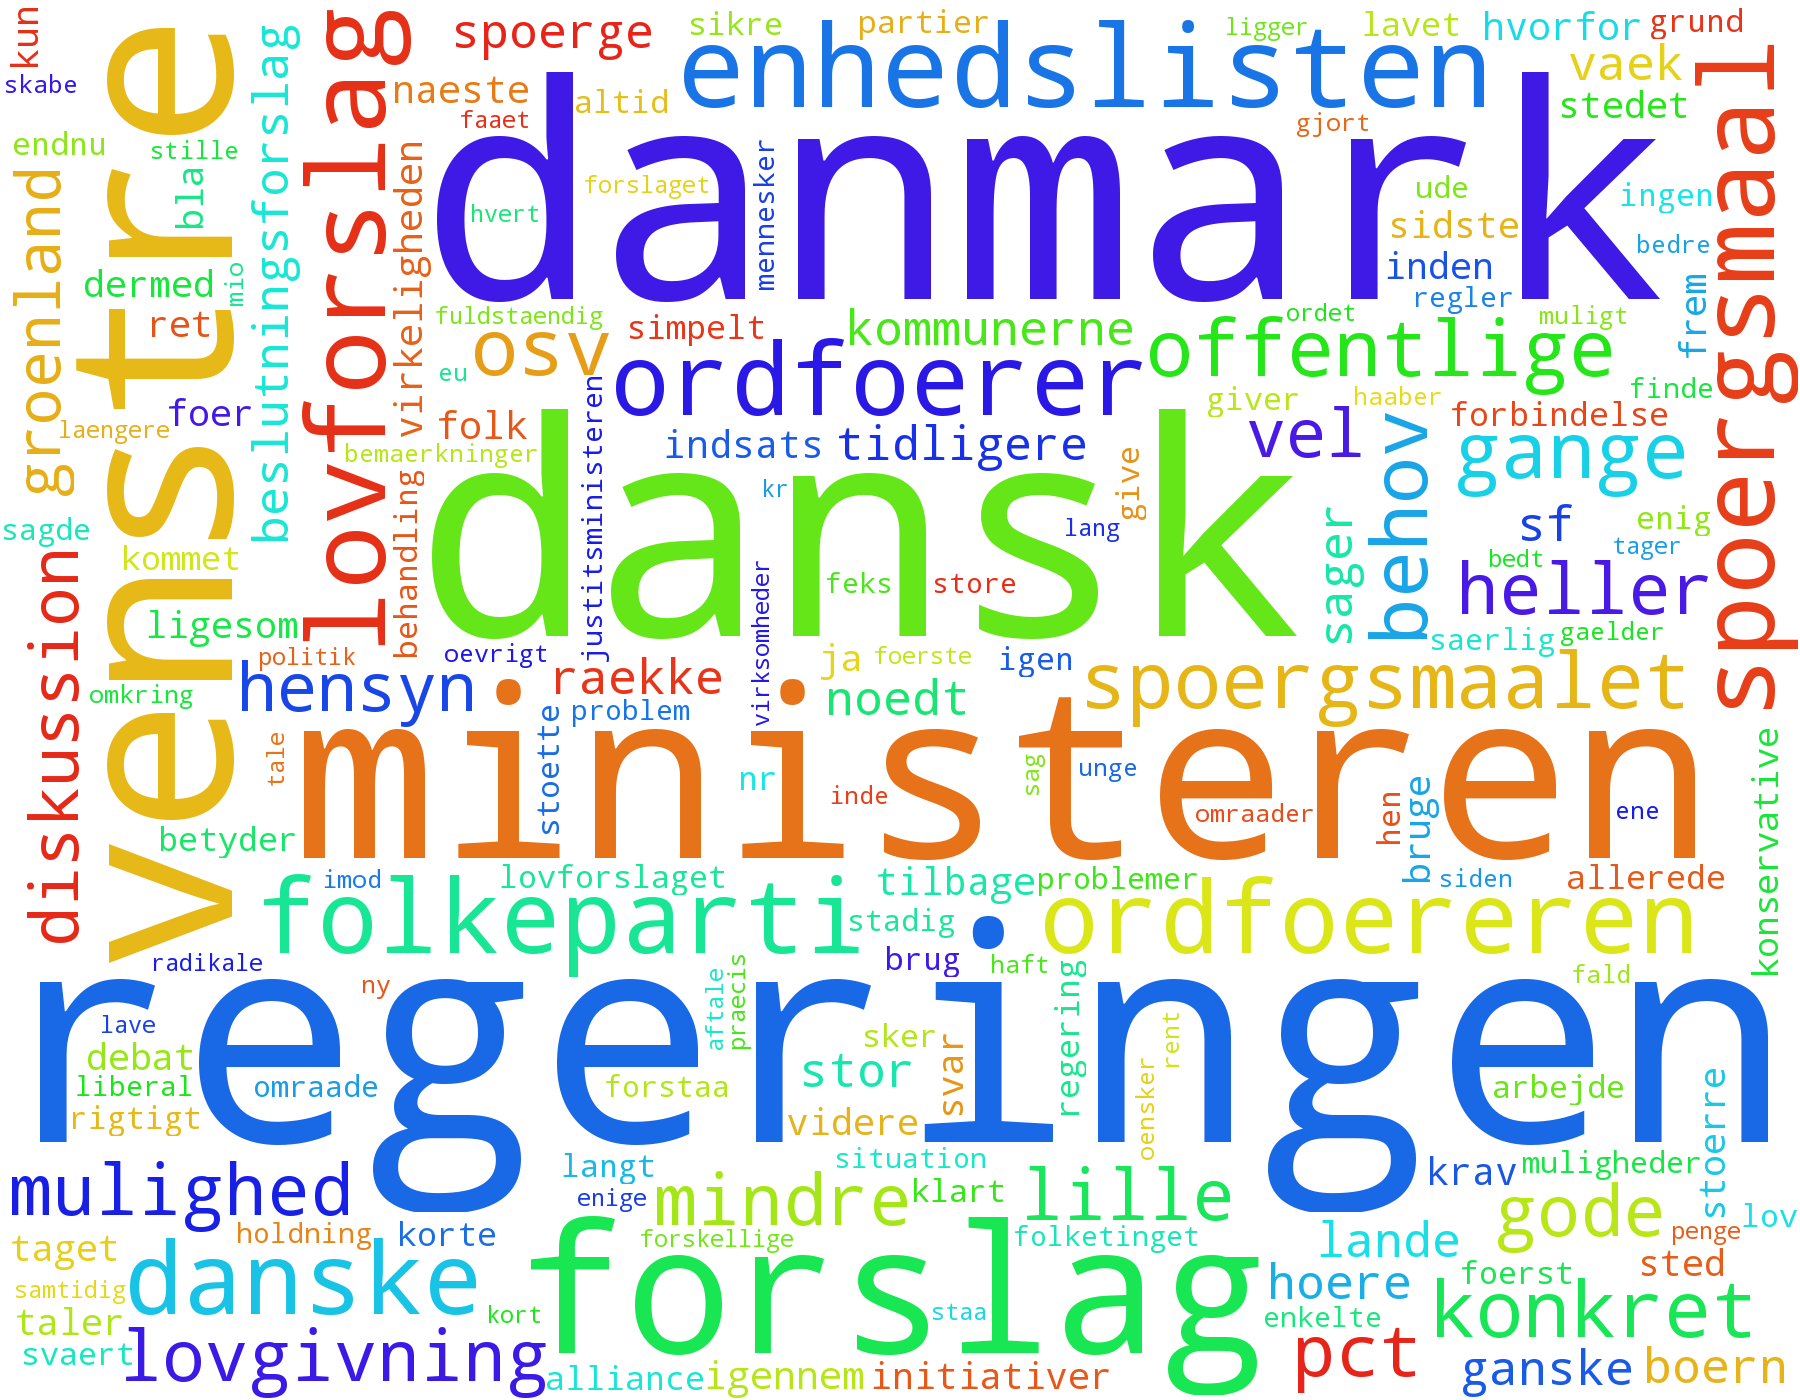 kun
skabe
venstre
beslutningsforslag
lovforslag
spoerge
sikre
partier
ligger
lavet
hvorfor
grund
enhedslisten
vaek
naeste
altid
faaet
danmark
gjort
stedet
spoergsmaal
endnu
stille
bla
groenland
virkeligheden
mennesker
forslaget
hvert
ude
ingen
sidste
bedre
inden
regler
dermed
mio
ret
frem
fuldstaendig
simpelt
kommunerne
ordet
muligt
osv
offentlige
eu
ordfoerer
justitsministeren
giver
haaber
finde
foer
laengere
folk
indsats
tidligere
vel
forbindelse
behov
gange
bemaerkninger
dansk
kr
give
lang
sagde
behandling
sager
sf
enig
bedt
tager
kommet
diskussion
virksomheder
feks
store
heller
ligesom
saerlig
gaelder
politik
oevrigt
ja
foerste
igen
omkring
hensyn
raekke
noedt
spoergsmaalet
problem
stoette
ministeren
tale
nr
inde
sag
unge
omraader
hen
bruge
ene
konservative
betyder
imod
lovforslaget
tilbage
problemer
siden
allerede
folkeparti
stadig
ordfoereren
radikale
brug
haft
fald
ny
regeringen
aftale
praecis
regering
lave
debat
sker
svar
rent
liberal
omraade
forstaa
stor
oensker
arbejde
stoerre
rigtigt
videre
mulighed
langt
situation
enige
mindre
klart
lille
krav
muligheder
gode
holdning
korte
forskellige
folketinget
lande
penge
lov
taget
danske
forslag
sted
samtidig
hoere
foerst
taler
kort
staa
enkelte
konkret
svaert
lovgivning
alliance
igennem
initiativer
pct
ganske
boern